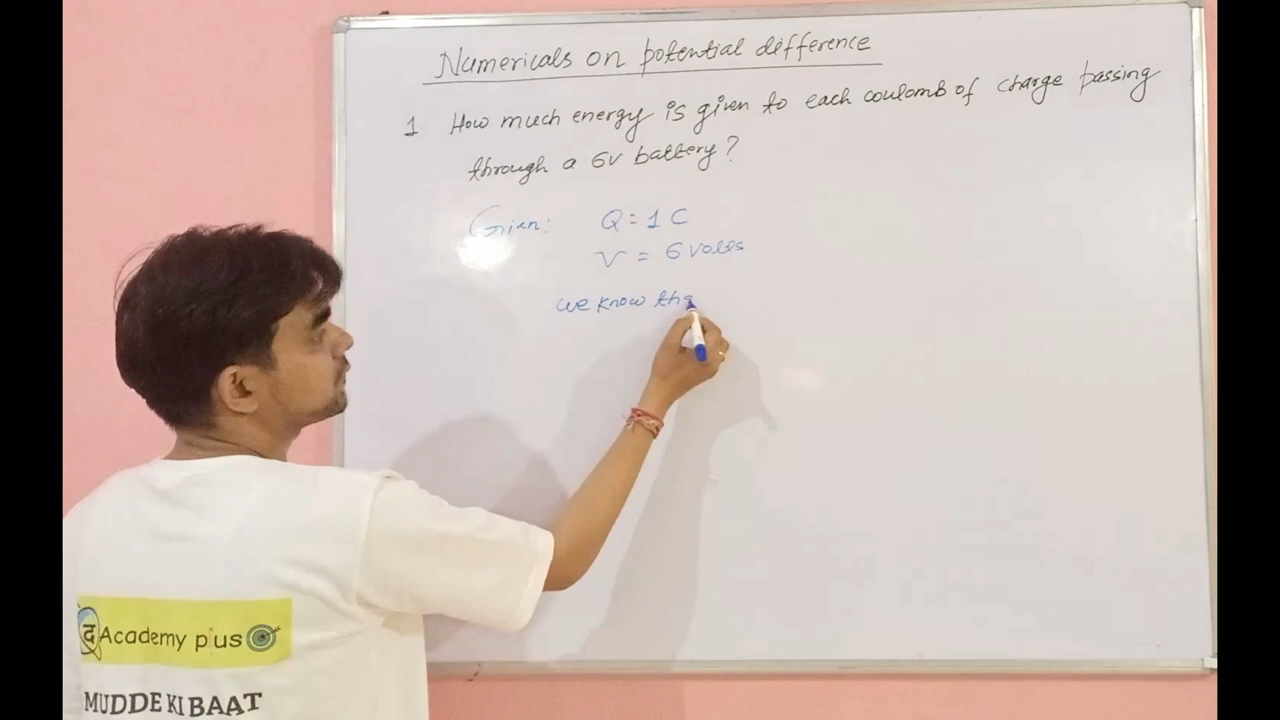 Numericals on potential difference
1. How much energy is given to each coulomb of charge passing
through a 6V battery?
Given: Q = 1 C
V = 6 volts
we know tha
द Academy plus
MUDDE KI BAAT